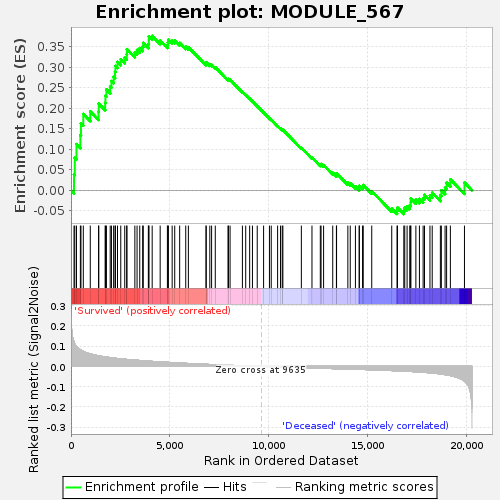 Enrichment plot: MODULE_567
Enrichment score (ES)
0.35
0.30
0.25
0.20
0.15
0.10
0.05
0.00
-0.05
'Survived' (positively correlated)
Ranked list metric (Signal2Noise)
0.3
0.2
0.1
0.0
-0.1
-0.2
-0.3
Zero cross at 9635
'Deceased' (negatively correlated)
0 5,000 10,000 15,000 20,000
Rank in Ordered Dataset
Enrichment profile Hits Ranking metric scores